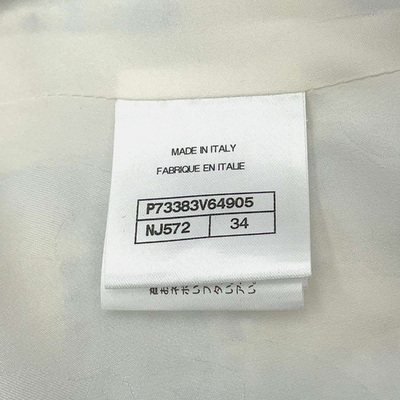 MADE IN ITALY
FABRIQUE EN ITALIE
P73383V64905
NJ572 34